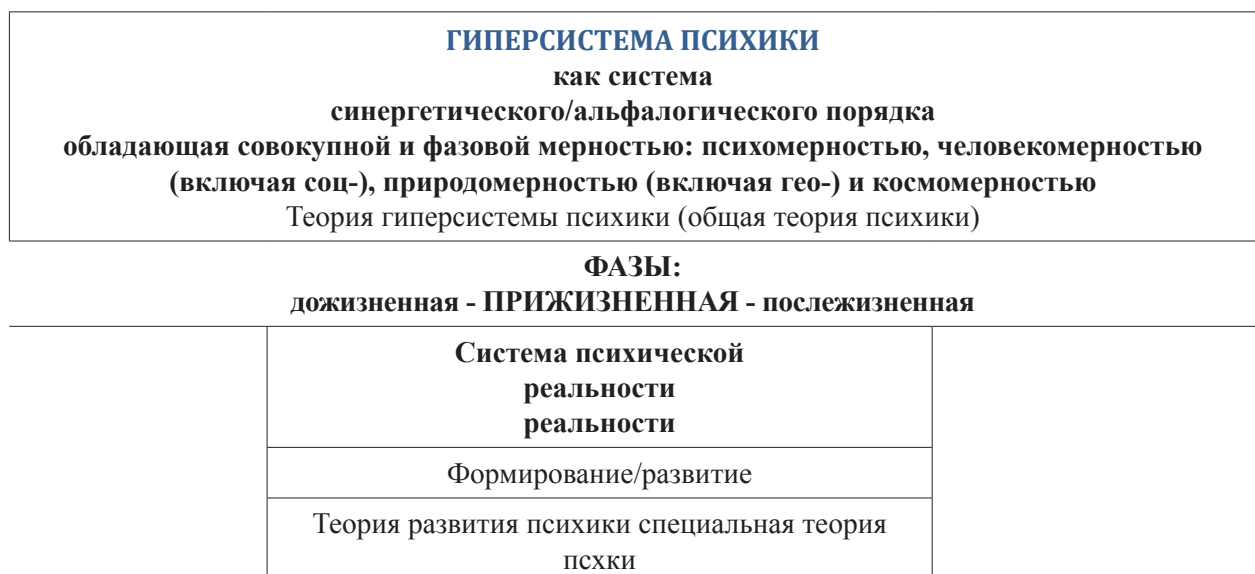 ГИПЕРСИСТЕМА ПСИХИКИ
как система
синергетического/альфалогического порядка
обладающая совокупной и фазовой мерностью: психомерностью, человекомерностью
(включая соц-), природомерностью (включая гео-) и космомерностью
Теория гиперсистемы психики (общая теория психики)
ФАЗЫ:
дожизненная - ПРИЖИЗНЕННАЯ - послежизненная
Система психической
реальности
реальности
Формирование/развитие
Теория развития психики специальная теория
псхки